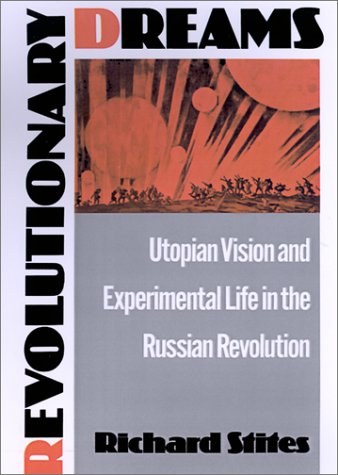 REVOLUTIONARY
DREAMS
Utopian Vision and
Experimental Life in the
Russian Revolution
Richard Stites